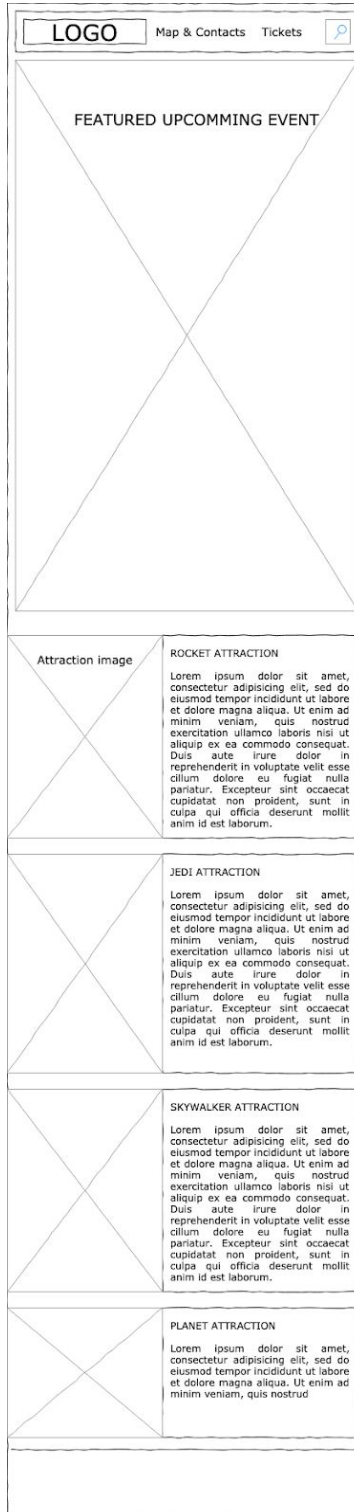 LOGO Map & Contacts Tickets
FEATURED UPCOMMING EVENT
Attraction image
ROCKET ATTRACTION
Lorem ipsum dolor sit amet,
consectetur adipisicing elit, sed do
eiusmod tempor incididunt ut labore
et dolore magna aliqua. Ut enim ad
minim veniam, quis nostrud
exercitation ullamco laboris nisi ut
aliquip ex ea commodo consequat.
Duis aute irure dolor in
reprehenderit in voluptate velit esse
cillum dolore eu fugiat nulla
pariatur. Excepteur sint occaecat
cupidatat non proident, sunt in
culpa qui officia deserunt mollit
anim id est laborum.
JEDI ATTRACTION
Lorem ipsum dolor sit amet,
consectetur adipisicing elit, sed do
eiusmod tempor incididunt ut labore
et dolore magna aliqua. Ut enim ad
minim veniam, quis nostrud
exercitation ullamco laboris nisi ut
aliquip ex ea commodo consequat.
Duis aute irure dolor in
reprehenderit in voluptate velit esse
cillum dolore eu fugiat nulla
pariatur. Excepteur sint occaecat
cupidatat non proident, sunt in
culpa qui officia deserunt mollit
anim id est laborum.
SKYWALKER ATTRACTION
Lorem ipsum dolor sit amet,
consectetur adipisicing elit, sed do
eiusmod tempor incididunt ut labore
et dolore magna aliqua. Ut enim ad
minim veniam, quis nostrud
exercitation ullamco laboris nisi ut
aliquip ex ea commodo consequat.
Duis aute irure dolor in
reprehenderit in voluptate velit esse
cillum dolore eu fugiat nulla
pariatur. Excepteur sint occaecat
cupidatat non proident, sunt in
culpa qui officia deserunt mollit
anim id est laborum.
PLANET ATTRACTION
Lorem ipsum dolor sit amet,
consectetur adipisicing elit, sed do
eiusmod tempor incididunt ut labore
et dolore magna aliqua. Ut enim ad
minim veniam, quis nostrud